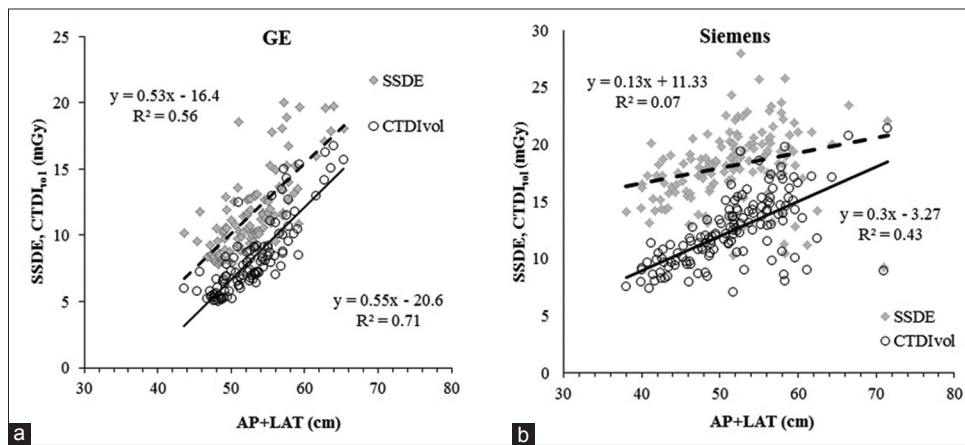 GE
SSDE, CTDIvol (mGy)
25
20
15
10
5
0
30 40 50 60 70 80
AP+LAT (cm)
y = 0.53x - 16.4
R² = 0.56
SSDE
CTDIvol
y = 0.55x - 20.6
R² = 0.71
a
Siemens
SSDE, CTDIvol (mGy)
30
25
20
15
10
5
0
30 40 50 60 70 80
AP+LAT (cm)
y = 0.13x + 11.33
R² = 0.07
y = 0.3x - 3.27
R² = 0.43
SSDE
CTDIvol
b